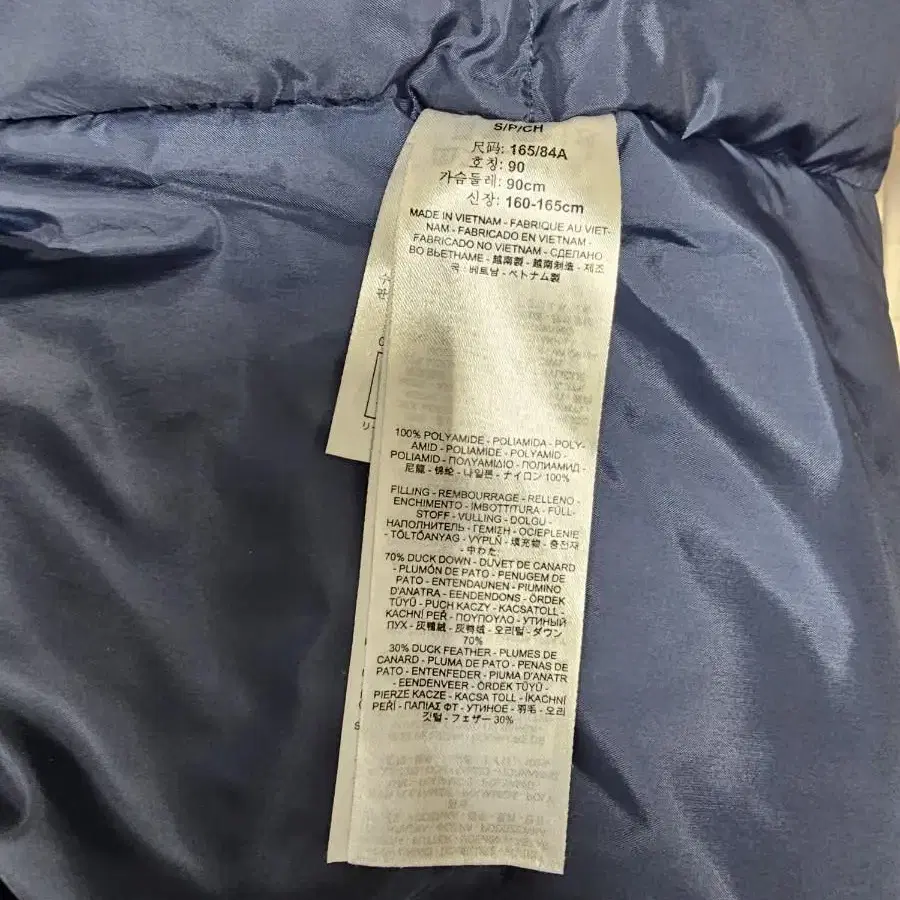 S/P/CH
尺码: 165/84A
호칭: 90
가슴둘레: 90cm
신장: 160-165cm
MADE IN VIETNAM - FABRIQUE AU VIET-
NAM - FABRICADO EN VIETNAM -
FABRICADO NO VIETNAM - СДЕЛАНО
ВО ВЬЕТНАМЕ - 越南製 - 越南制造 - 제조
국 : 베트남 - ベトナム製
100% POLYAMIDE - POLIAMIDA - POLY-
AMID - POLIAMIDE - POLYAMID -
POLIAMID - ΠΟΛΥΑΜΙΔΙΟ - ПОЛИАМИД -
尼龍 - 锦纶 - 나일론 - ナイロン 100%
FILLING - REMBOURRAGE - RELLENO -
ENCHIMENTO - IMBOTTITURA - FÜLL-
STOFF - VULLING - DOLGU -
НАПОЛНИТЕЛЬ - ΓΕΜΙΣΗ - OCIEPLENIE
- TÖLTÖANYAG - VÝPLŇ - 填充物 - 충전재
- 中わた
70% DUCK DOWN - DUVET DE CANARD
- PLUMÓN DE PATO - PENUGEM DE
PATO - ENTENDAUNEN - PIUMINO
D'ANATRA - EENDENDONS - ÖRDEK
TÜYÜ - PUCH KACZY - KACSATOLL -
KACHNÍ PEŘ - ΠΟΥΠΟΥΛΟ - УТИНЫЙ
ПУХ - 灰鴨絨 - 灰鸭绒 - 오리털 - ダウン
70%
30% DUCK FEATHER - PLUMES DE
CANARD - PLUMA DE PATO - PENAS DE
PATO - ENTENFEDER - PIUMA D'ANATR
- EENDENVEER - ÖRDEK TÜYÜ -
PIERZE KACZE - KACSA TOLL - ÍKACHNÍ
PEŘÍ - ΠΑΠΙΑΣ ΦΤ - УТИНОЕ - 羽毛 - 오리
깃털 - フェザー 30%